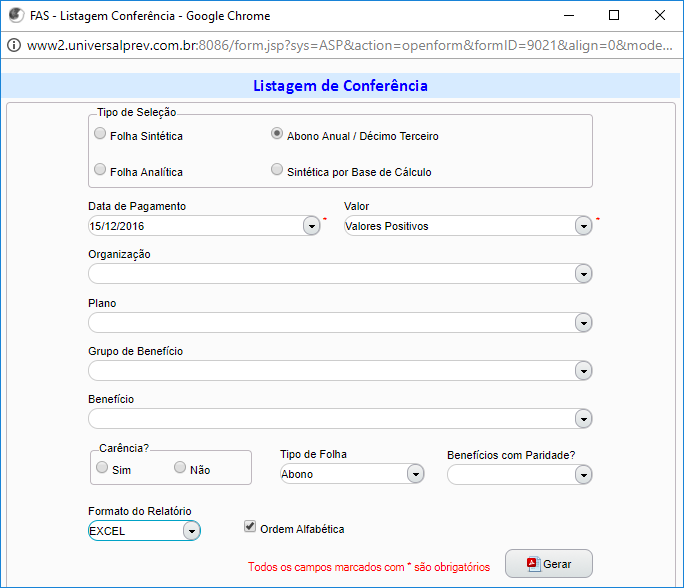 FAS - Listagem Conferência - Google Chrome
www2.universalprev.com.br:8086/form.jsp?sys=ASP&action=openform&formID=9021&align=0&mode...
Listagem de Conferência
Tipo de Seleção
Folha Sintética Abono Anual / Décimo Terceiro
Folha Analítica Sintética por Base de Cálculo
Data de Pagamento Valor
15/12/2016 * Valores Positivos *
Organização
Plano
Grupo de Benefício
Benefício
Carência? Tipo de Folha Benefícios com Paridade?
Sim Não Abono
Formato do Relatório
EXCEL Ordem Alfabética
Todos os campos marcados com * são obrigatórios Gerar